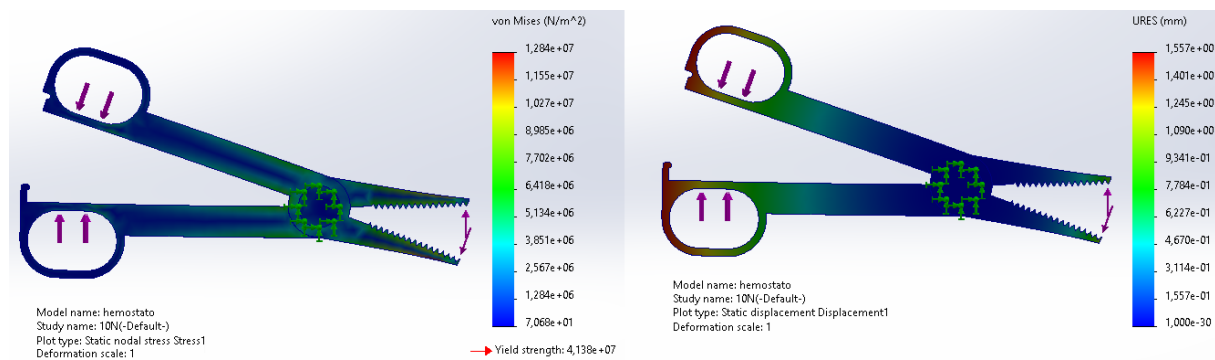 von Mises (N/m^2)
1,284e+07
1,155e+07
1,027e+07
8,985e+06
7,702e+06
6,418e+06
5,134e+06
3,851e+06
2,567e+06
1,284e+06
7,068e+01
Yield strength: 4,138e+07
Model name: hemostato
Study name: 10N(-Default-)
Plot type: Static nodal stress Stress1
Deformation scale: 1
URES (mm)
1,557e+00
1,401e+00
1,245e+00
1,090e+00
9,341e-01
7,784e-01
6,227e-01
4,670e-01
3,114e-01
1,557e-01
1,000e-30
Model name: hemostato
Study name: 10N(-Default-)
Plot type: Static displacement Displacement1
Deformation scale: 1